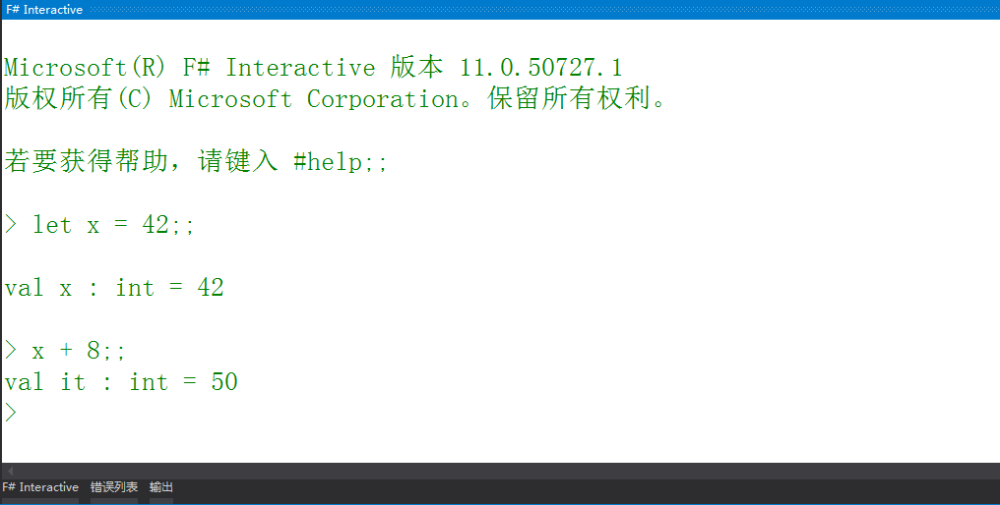 F# Interactive
Microsoft(R) F# Interactive 版本 11.0.50727.1
版权所有(C) Microsoft Corporation。保留所有权利。
若要获得帮助，请键入 #help;;
> let x = 42;;
val x : int = 42
> x + 8;;
val it : int = 50
>
F# Interactive 错误列表 输出